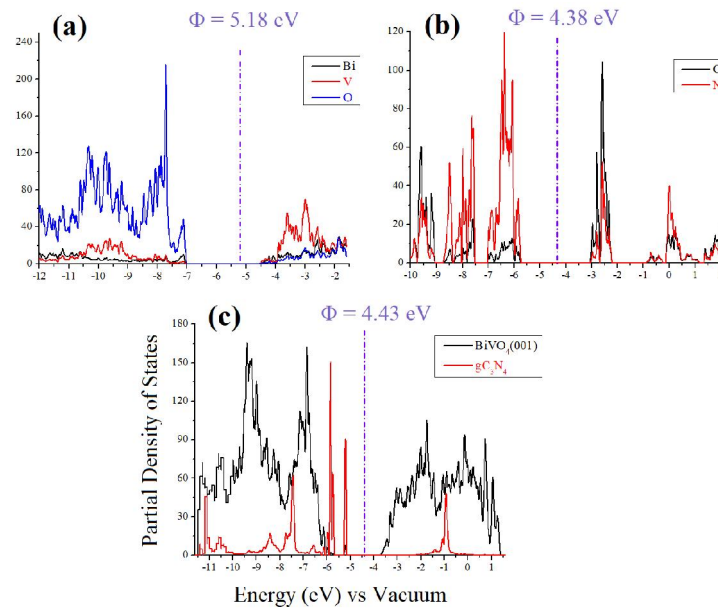 Φ = 5.18 eV
Φ = 4.38 eV
(a)
Bi
V
O
240
200
160
120
80
40
0
-12 -11 -10 -9 -8 -7 -6 -5 -4 -3 -2
(b)
C
N
120
100
80
60
40
20
0
-10 -9 -8 -7 -6 -5 -4 -3 -2 -1 0 1
(c)
Φ = 4.43 eV
BiVO4(001)
gC3N4
180
150
120
90
60
30
0
-11 -10 -9 -8 -7 -6 -5 -4 -3 -2 -1 0 1
Partial Density of States
Energy (eV) vs Vacuum